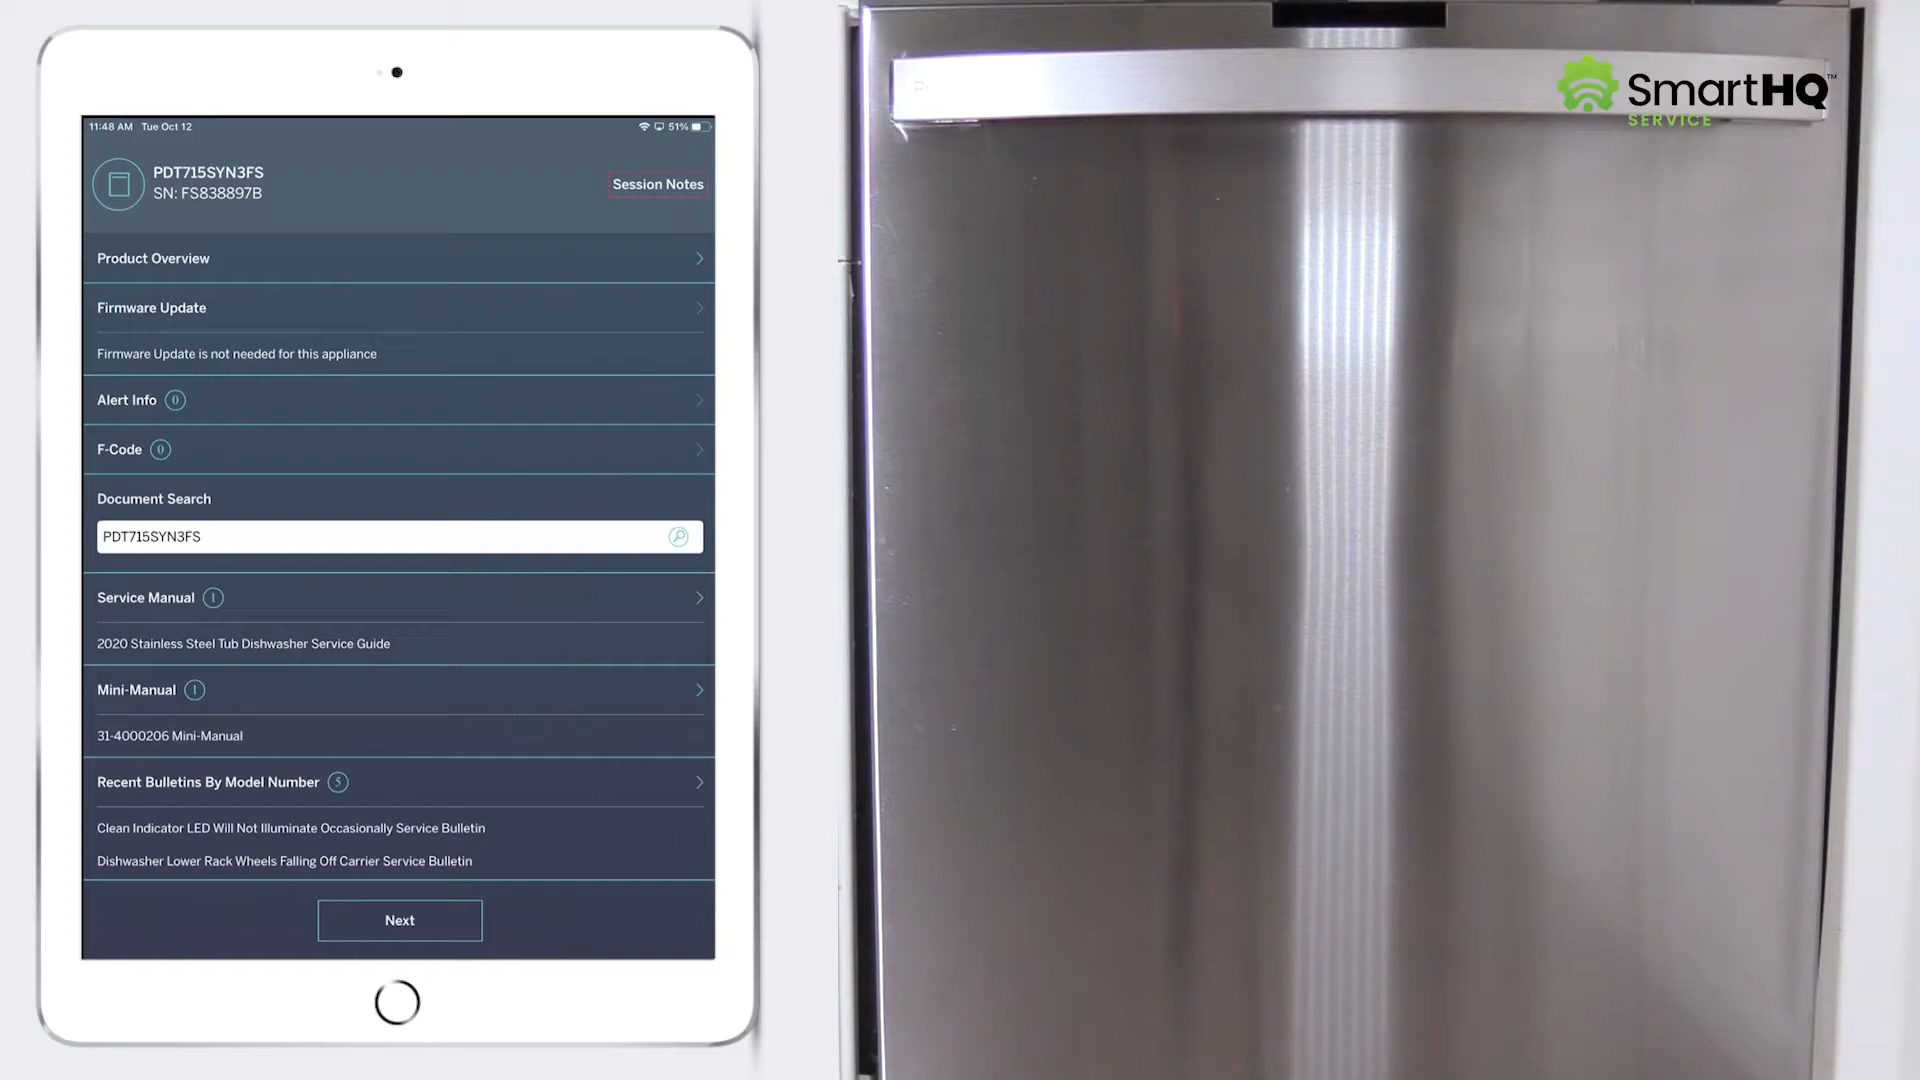 11:48 AM Tue Oct 12
51%
PDT715SYN3FS
SN: FS838897B
Session Notes
Product Overview
Firmware Update
Firmware Update is not needed for this appliance
Alert Info 0
F-Code 0
Document Search
PDT715SYN3FS
Service Manual 1
2020 Stainless Steel Tub Dishwasher Service Guide
Mini-Manual 1
31-4000206 Mini-Manual
Recent Bulletins By Model Number 5
Clean Indicator LED Will Not Illuminate Occasionally Service Bulletin
Dishwasher Lower Rack Wheels Falling Off Carrier Service Bulletin
Next
SmartHQ™
SERVICE